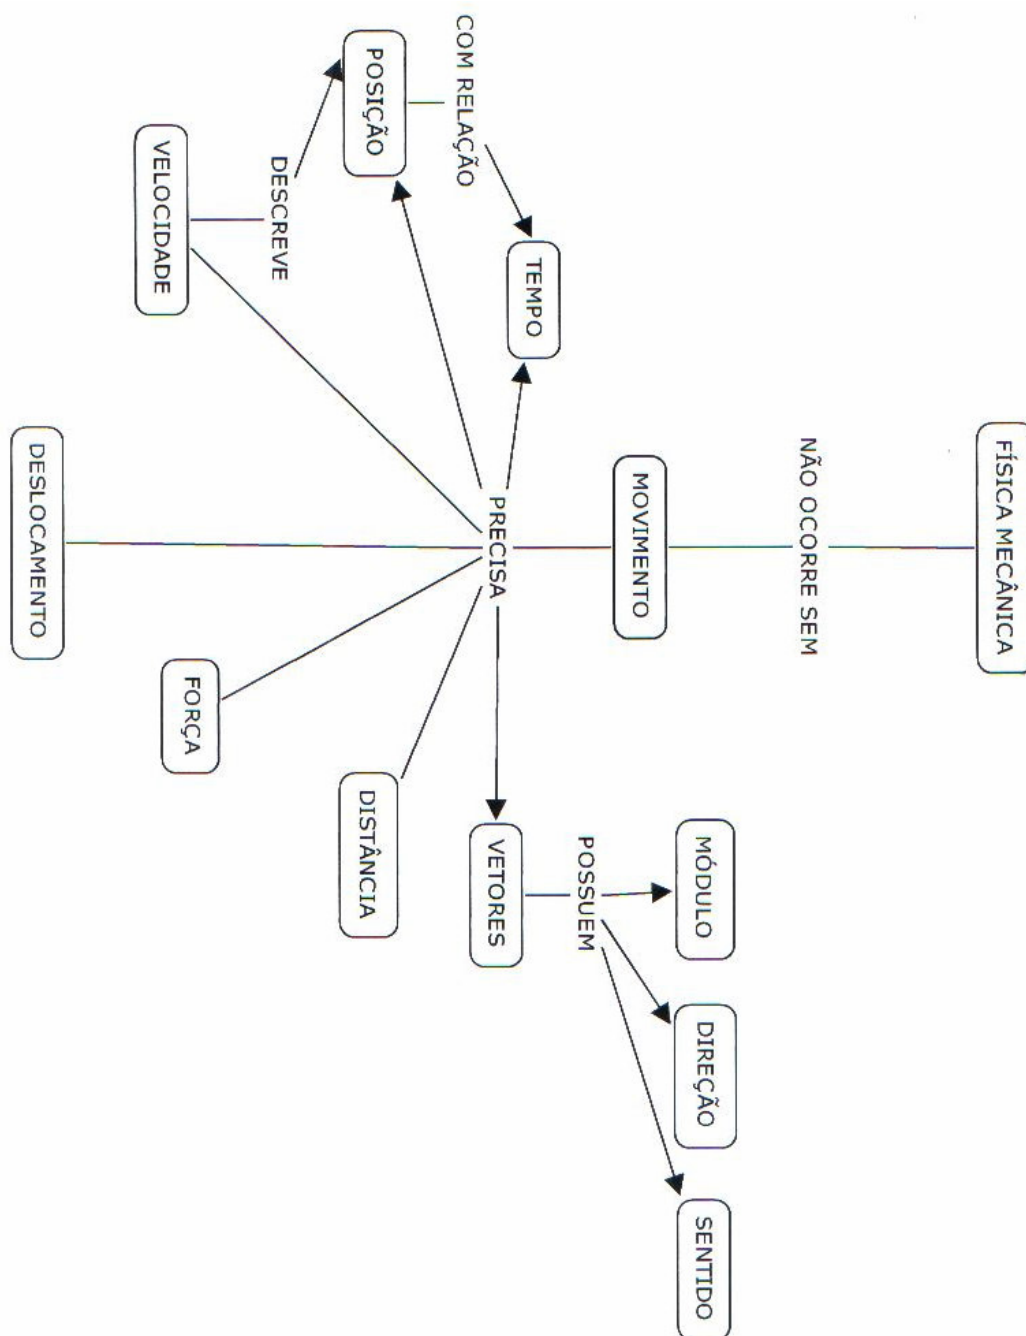 FÍSICA MECÂNICA
NÃO OCORRE SEM
MOVIMENTO
PRECISA
TEMPO
COM RELAÇÃO
POSIÇÃO
DESCREVE
VELOCIDADE
DESLOCAMENTO
FORÇA
DISTÂNCIA
VETORES
POSSUEM
MÓDULO
DIREÇÃO
SENTIDO